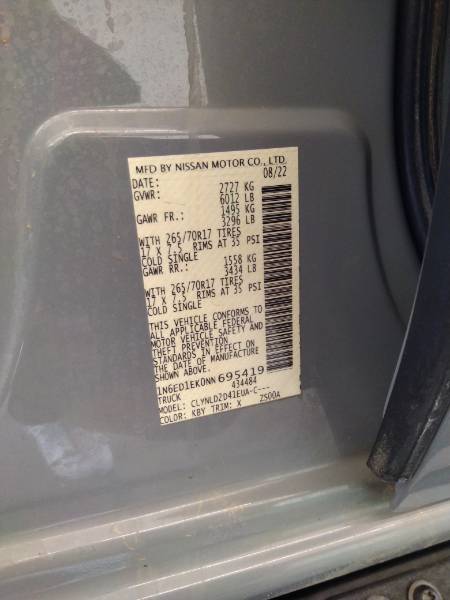 MFD BY NISSAN MOTOR CO., LTD.
DATE: 08/22
GVWR: 2727 KG
6012 LB
GAWR FR.: 1495 KG
3296 LB
WITH 265/70R17 TIRES
17 X 7.5 RIMS AT 35 PSI
COLD SINGLE
GAWR RR.: 1558 KG
3434 LB
WITH 265/70R17 TIRES
17 X 7.5 RIMS AT 35 PSI
COLD SINGLE
THIS VEHICLE CONFORMS TO
ALL APPLICABLE FEDERAL
MOTOR VEHICLE SAFETY AND
THEFT PREVENTION
STANDARDS IN EFFECT ON
THE DATE OF MANUFACTURE
SHOWN ABOVE.
1N6ED1EK0NN695419
TRUCK 434484
MODEL: CLYNLD2D41EUA-C---
COLOR: KBY TRIM: X ZS00A